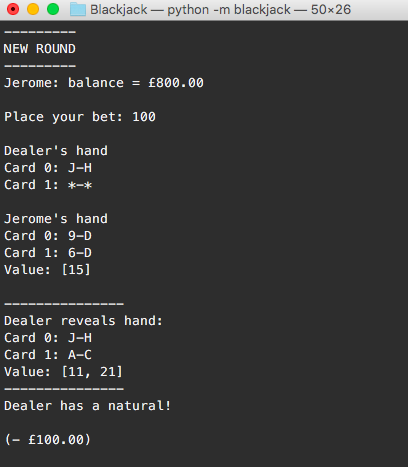 Blackjack — python -m blackjack — 50×26
---------
NEW ROUND
---------
Jerome: balance = £800.00
Place your bet: 100
Dealer's hand
Card 0: J-H
Card 1: *-*
Jerome's hand
Card 0: 9-D
Card 1: 6-D
Value: [15]
---------------
Dealer reveals hand:
Card 0: J-H
Card 1: A-C
Value: [11, 21]
---------------
Dealer has a natural!
(- £100.00)